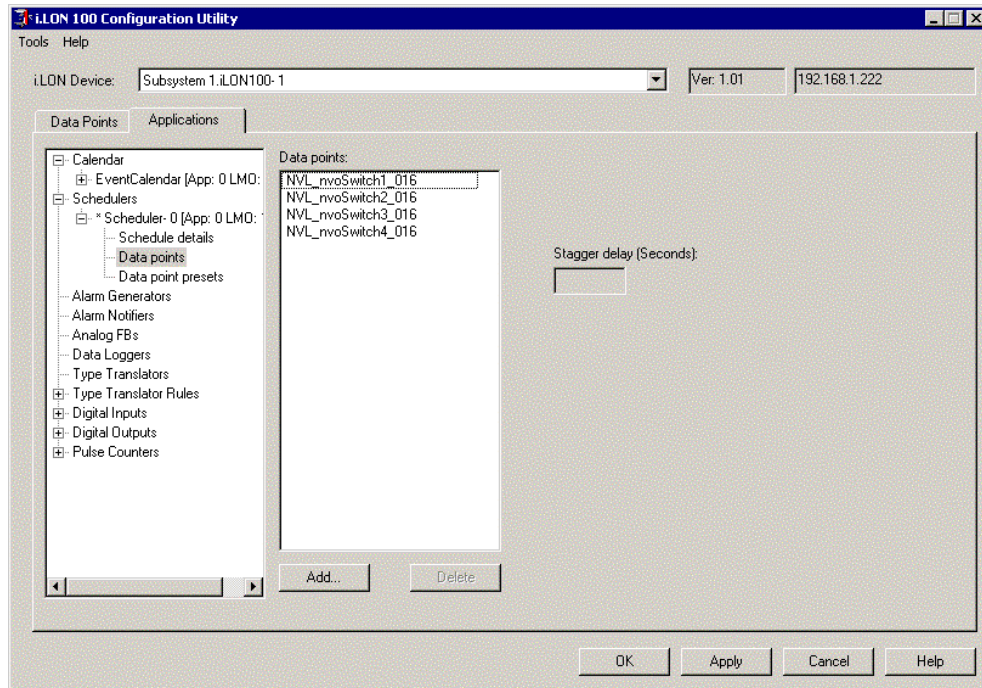 i.LON 100 Configuration Utility
Tools Help
i.LON Device: Subsystem 1.iLON100- 1 Ver: 1.01 192.168.1.222
Data Points Applications
Calendar
EventCalendar [App: 0 LMO:
Schedulers
* Scheduler- 0 [App: 0 LMO:
Schedule details
Data points
Data point presets
Alarm Generators
Alarm Notifiers
Analog FBs
Data Loggers
Type Translators
Type Translator Rules
Digital Inputs
Digital Outputs
Pulse Counters
Data points:
NVL_nvoSwitch1_016
NVL_nvoSwitch2_016
NVL_nvoSwitch3_016
NVL_nvoSwitch4_016
Add... Delete
Stagger delay (Seconds):
OK Apply Cancel Help